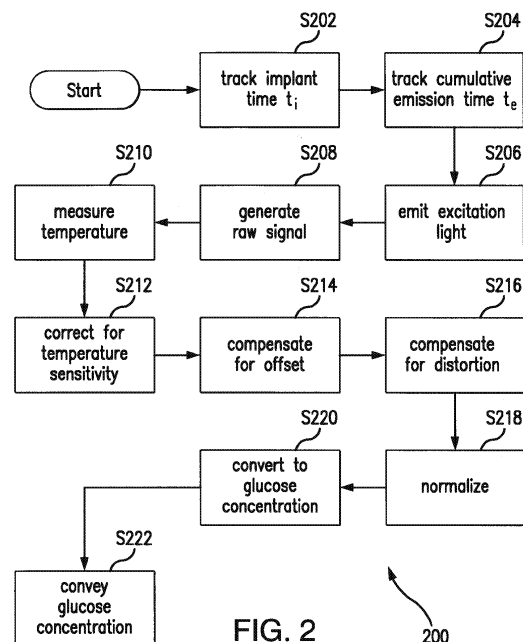 S202
S204
Start
track implant
time ti
track cumulative
emission time te
S210
S208
S206
measure
temperature
generate
raw signal
emit excitation
light
S212
S214
S216
correct for
temperature
sensitivity
compensate
for offset
compensate
for distortion
S220
S218
convert to
glucose
concentration
normalize
S222
convey
glucose
concentration
FIG. 2
200